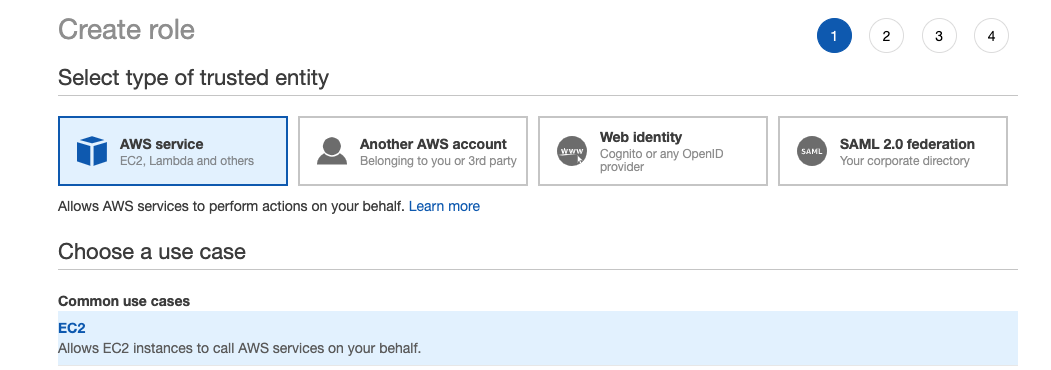 Create role
1 2 3 4
Select type of trusted entity
AWS service
EC2, Lambda and others
Another AWS account
Belonging to you or 3rd party
Web identity
Cognito or any OpenID
provider
SAML
SAML 2.0 federation
Your corporate directory
Allows AWS services to perform actions on your behalf. Learn more
Choose a use case
Common use cases
EC2
Allows EC2 instances to call AWS services on your behalf.